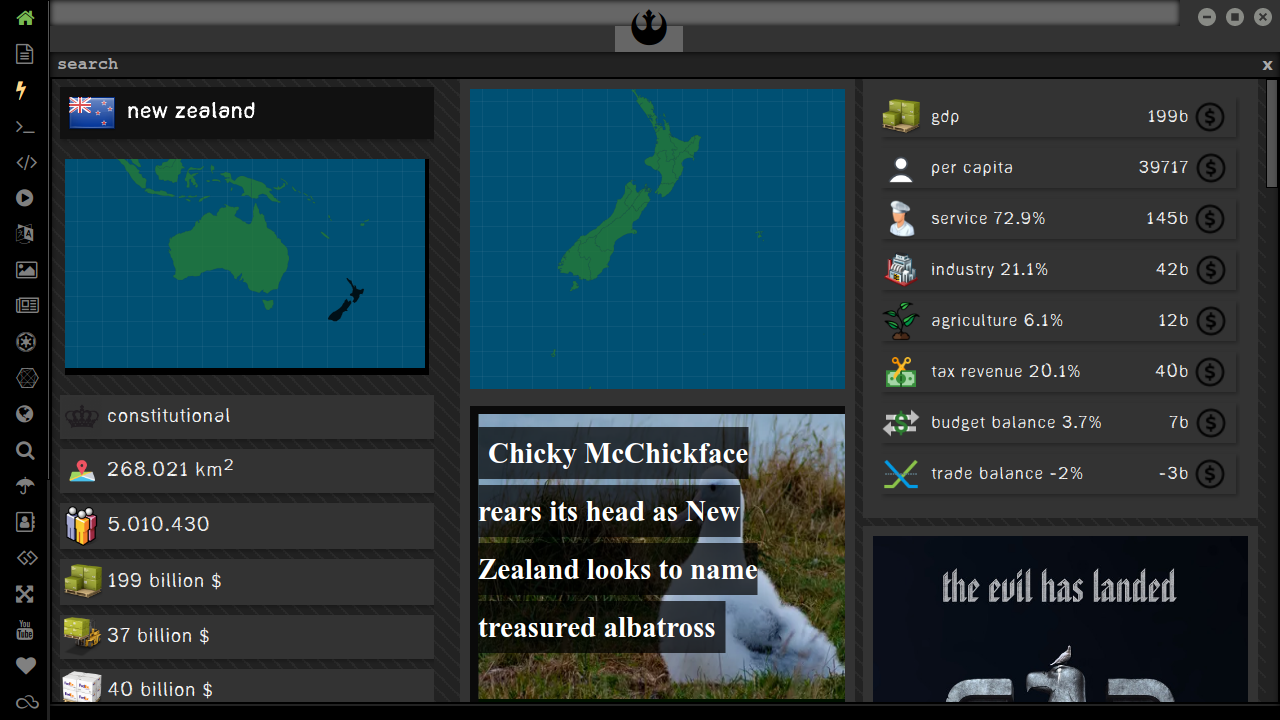 search
x
new zealand
constitutional
268.021 km²
5.010.430
199 billion $
37 billion $
40 billion $
Chicky McChickface
rears its head as New
Zealand looks to name
treasured albatross
gdp 199b $
per capita 39717 $
service 72.9% 145b $
industry 21.1% 42b $
agriculture 6.1% 12b $
tax revenue 20.1% 40b $
budget balance 3.7% 7b $
trade balance -2% -3b $
the evil has landed
You
Tube